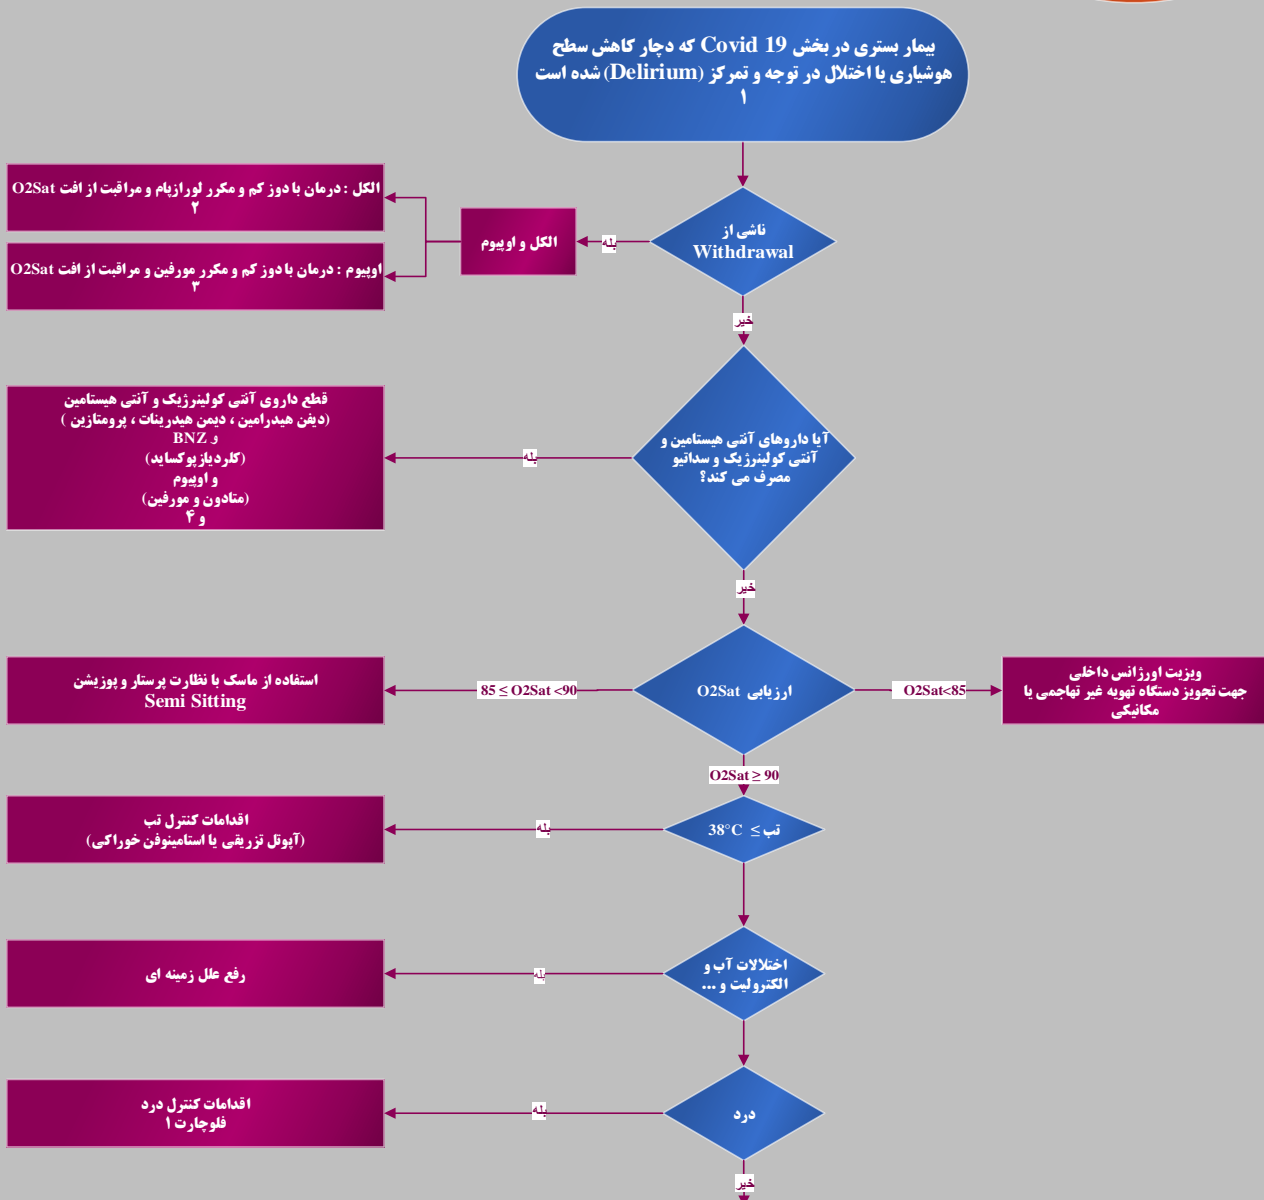 بیمار بستری در بخش Covid 19 که دچار کاهش سطح
هوشیاری یا اختلال در توجه و تمرکز (Delirium) شده است
۱
ناشی از
Withdrawal
بله
الکل و اوپیوم
الکل : درمان با دوز کم و مکرر لورازپام و مراقبت از افت O2Sat
۲
اوپیوم : درمان با دوز کم و مکرر مورفین و مراقبت از افت O2Sat
۳
خیر
آیا داروهای آنتی هیستامین و
آنتی کولینرژیک و سداتیو
مصرف می کند؟
بله
قطع داروی آنتی کولینرژیک و آنتی هیستامین
(دیفن هیدرامین ، دیمن هیدرینات ، پرومتازین )
و BNZ
(کلردیازپوکساید)
و اوپیوم
(متادون و مورفین)
و ۴
خیر
ارزیابی O2Sat
O2Sat<85
ویزیت اورژانس داخلی
جهت تجویز دستگاه تهویه غیر تهاجمی یا
مکانیکی
85 ≤ O2Sat <90
استفاده از ماسک با نظارت پرستار و پوزیشن
Semi Sitting
O2Sat ≥ 90
تب ≥ 38°C
بله
اقدامات کنترل تب
(آپوتل تزریقی یا استامینوفن خوراکی)
اختلالات آب و
الکترولیت و ...
بله
رفع علل زمینه ای
درد
بله
اقدامات کنترل درد
فلوچارت ۱
خیر